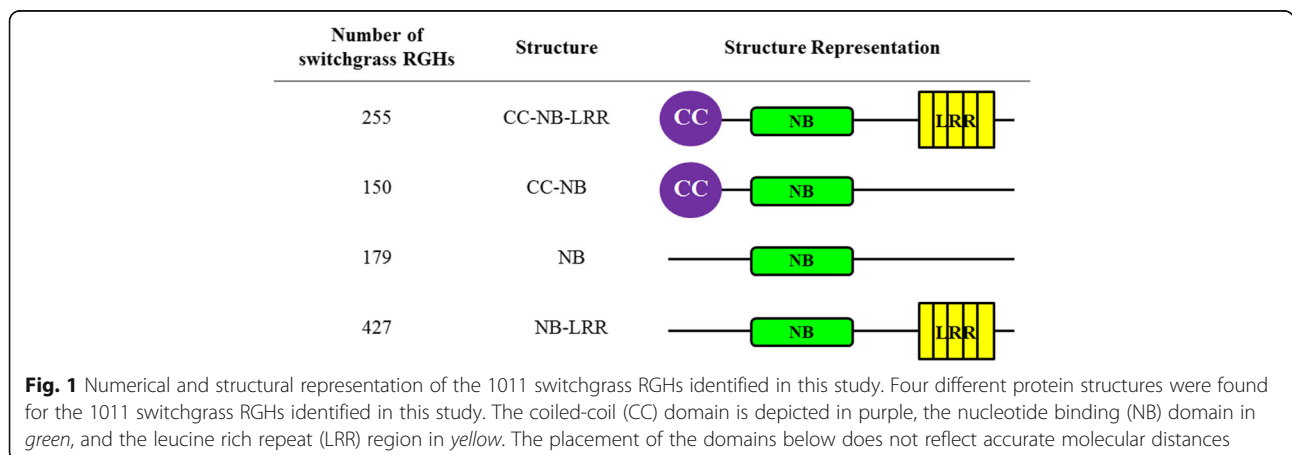 Number of switchgrass RGHs Structure Structure Representation
255 CC-NB-LRR CC NB LRR
150 CC-NB CC NB
179 NB NB
427 NB-LRR NB LRR
Fig. 1 Numerical and structural representation of the 1011 switchgrass RGHs identified in this study. Four different protein structures were found
for the 1011 switchgrass RGHs identified in this study. The coiled-coil (CC) domain is depicted in purple, the nucleotide binding (NB) domain in
green, and the leucine rich repeat (LRR) region in yellow. The placement of the domains below does not reflect accurate molecular distances